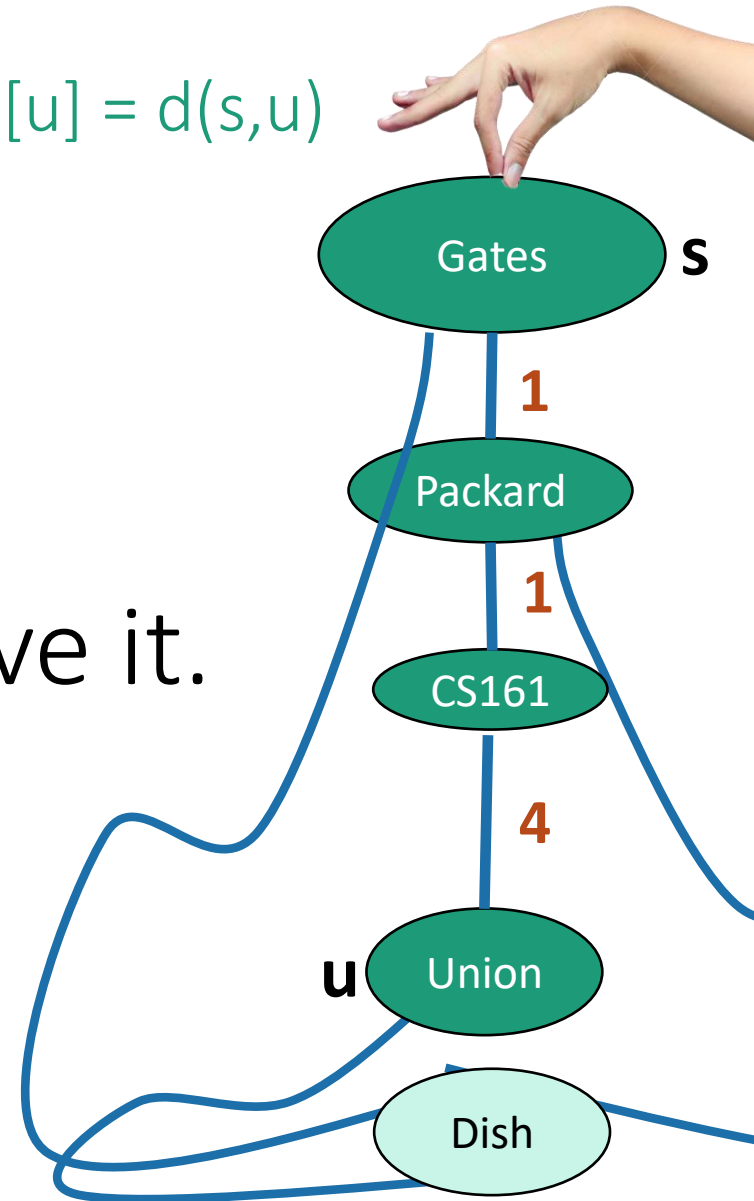 [u] = d(s,u)
Gates
s
1
Packard
1
ve it.
CS161
4
u
Union
Dish